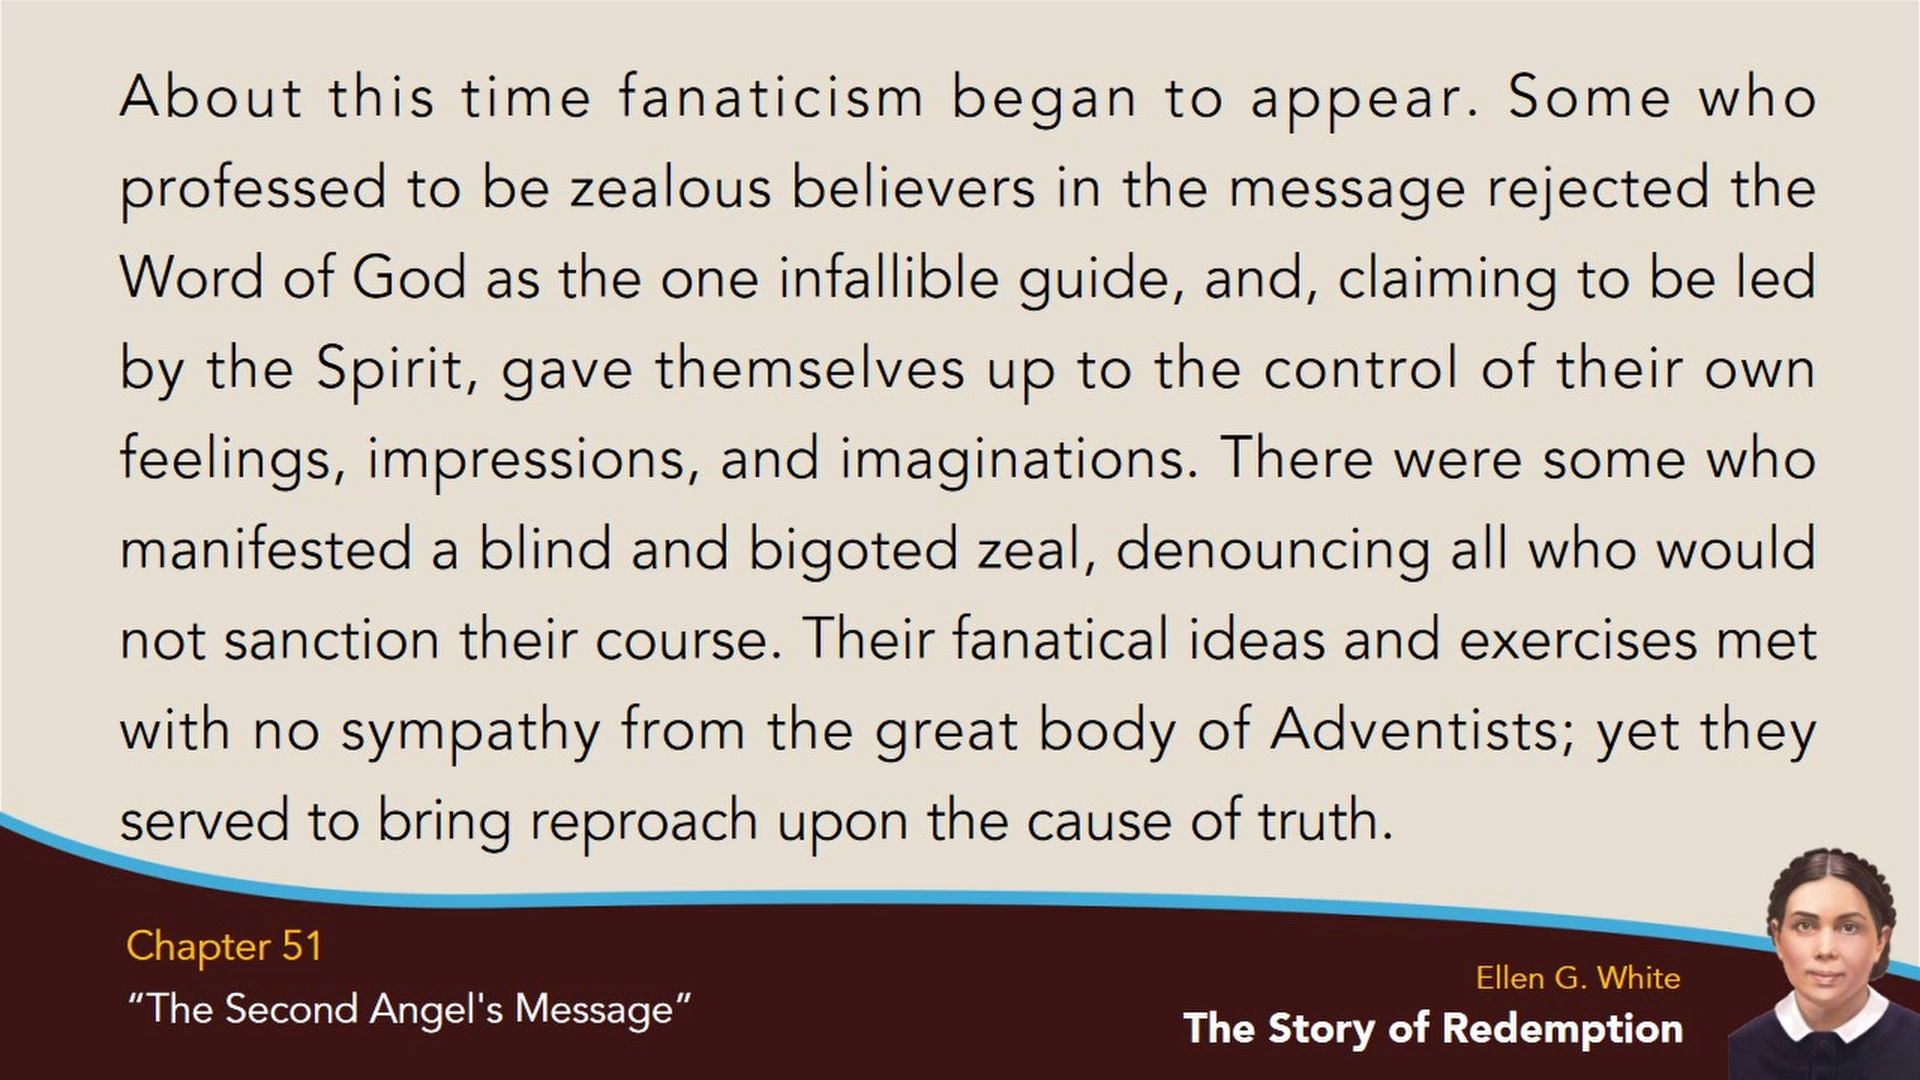 About this time fanaticism began to appear. Some who
professed to be zealous believers in the message rejected the
Word of God as the one infallible guide, and, claiming to be led
by the Spirit, gave themselves up to the control of their own
feelings, impressions, and imaginations. There were some who
manifested a blind and bigoted zeal, denouncing all who would
not sanction their course. Their fanatical ideas and exercises met
with no sympathy from the great body of Adventists; yet they
served to bring reproach upon the cause of truth.
Chapter 51
“The Second Angel's Message”
Ellen G. White
The Story of Redemption